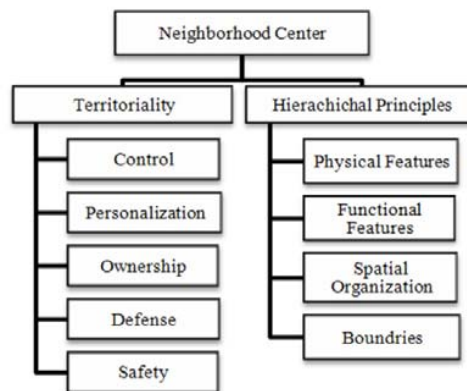 Neighborhood Center
Territoriality
Control
Personalization
Ownership
Defense
Safety
Hierachichal Principles
Physical Features
Functional
Features
Spatial
Organization
Boundries